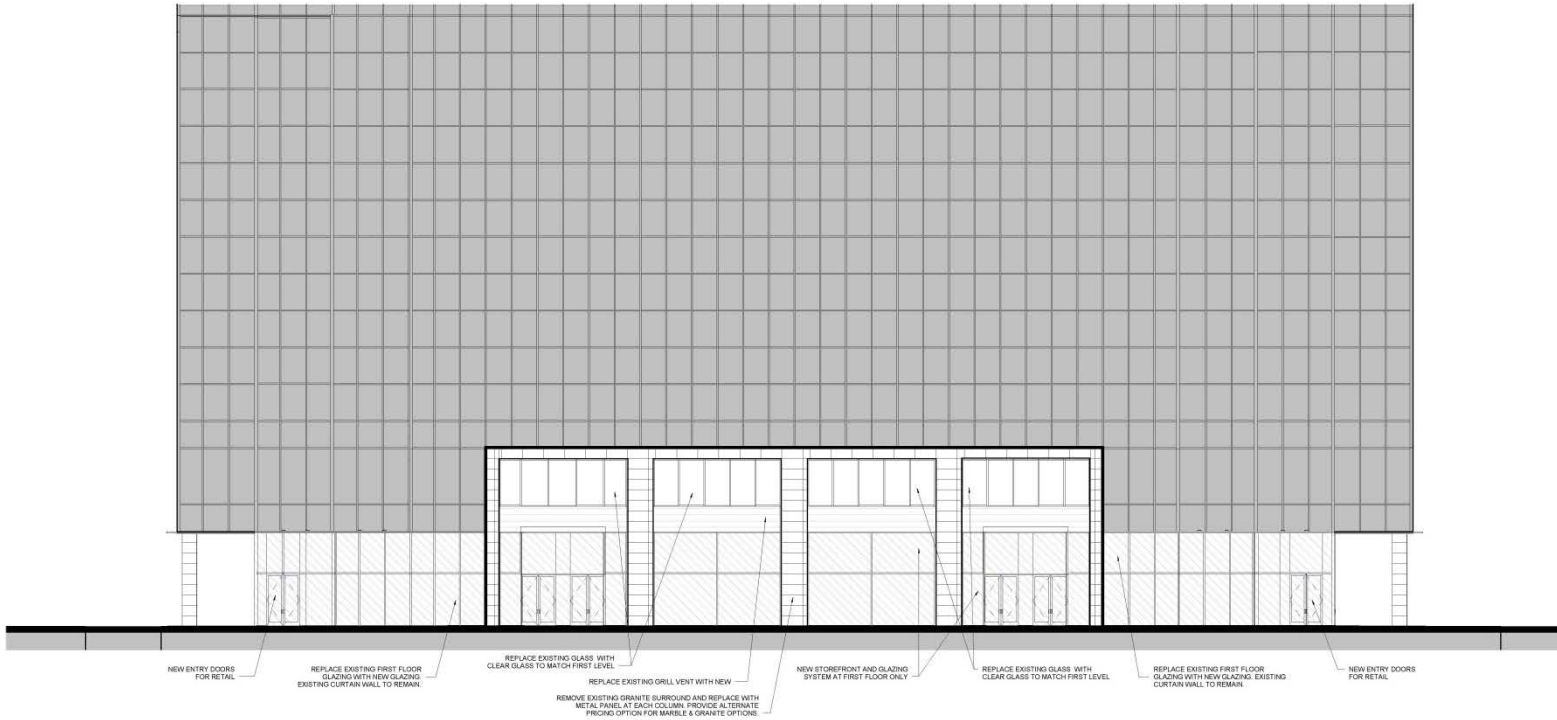 NEW ENTRY DOORS
FOR RETAIL
REPLACE EXISTING FIRST FLOOR
GLAZING WITH NEW GLAZING.
EXISTING CURTAIN WALL TO REMAIN.
REPLACE EXISTING GLASS WITH
CLEAR GLASS TO MATCH FIRST LEVEL
REPLACE EXISTING GRILL VENT WITH NEW
REMOVE EXISTING GRANITE SURROUND AND REPLACE WITH
METAL PANEL AT EACH COLUMN. PROVIDE ALTERNATE
PRICING OPTION FOR MARBLE & GRANITE OPTIONS.
NEW STOREFRONT AND GLAZING
SYSTEM AT FIRST FLOOR ONLY
REPLACE EXISTING GLASS WITH
CLEAR GLASS TO MATCH FIRST LEVEL
REPLACE EXISTING FIRST FLOOR
GLAZING WITH NEW GLAZING. EXISTING
CURTAIN WALL TO REMAIN.
NEW ENTRY DOORS
FOR RETAIL